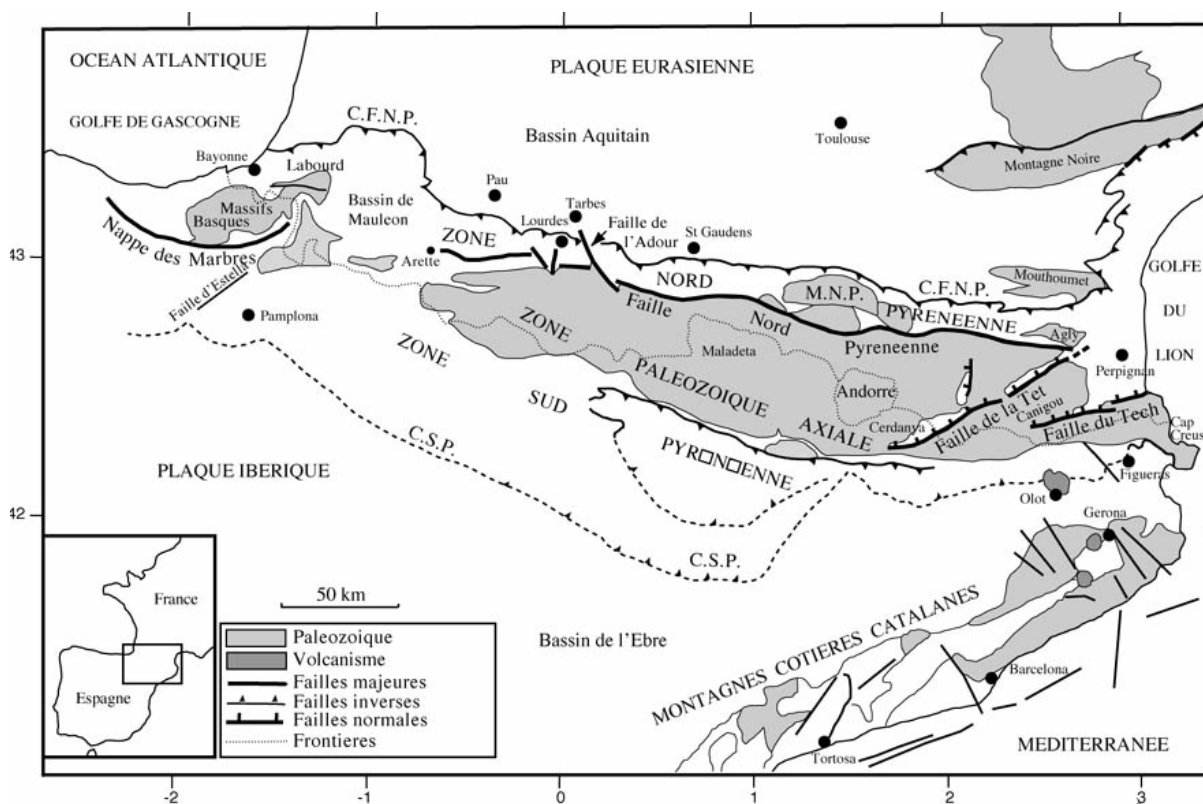 OCEAN ATLANTIQUE
PLAQUE EURASIENNE
GOLFE DE GASCOGNE
C.F.N.P.
Bassin Aquitain
Toulouse
Montagne Noire
Bayonne
Labourd
Massifs
Basques
Bassin de
Mauleon
Pau
Tarbes
Lourdes
Faille de
l'Adour
St Gaudens
Nappe des Marbres
Arette
ZONE
NORD
PYRENEENNE
M.N.P.
C.F.N.P.
Mouthoumet
GOLFE
DU
LION
Faille d'Estella
Pamplona
Faille
Nord
Pyreneenne
Agly
Perpignan
ZONE
PALEOZOIQUE
AXIALE
Maladeta
Andorre
Cerdanya
Faille de la Tet
Canigou
Faille du Tech
Cap
Creus
ZONE
SUD
PYR□N□ENNE
C.S.P.
PLAQUE IBERIQUE
Olot
Figueras
Gerona
C.S.P.
Bassin de l'Ebre
MONTAGNES COTIERES CATALANES
Barcelona
Tortosa
MEDITERRANEE
France
Espagne
50 km
Paleozoique
Volcanisme
Failles majeures
Failles inverses
Failles normales
Frontieres
43
42
-2 -1 0 1 2 3